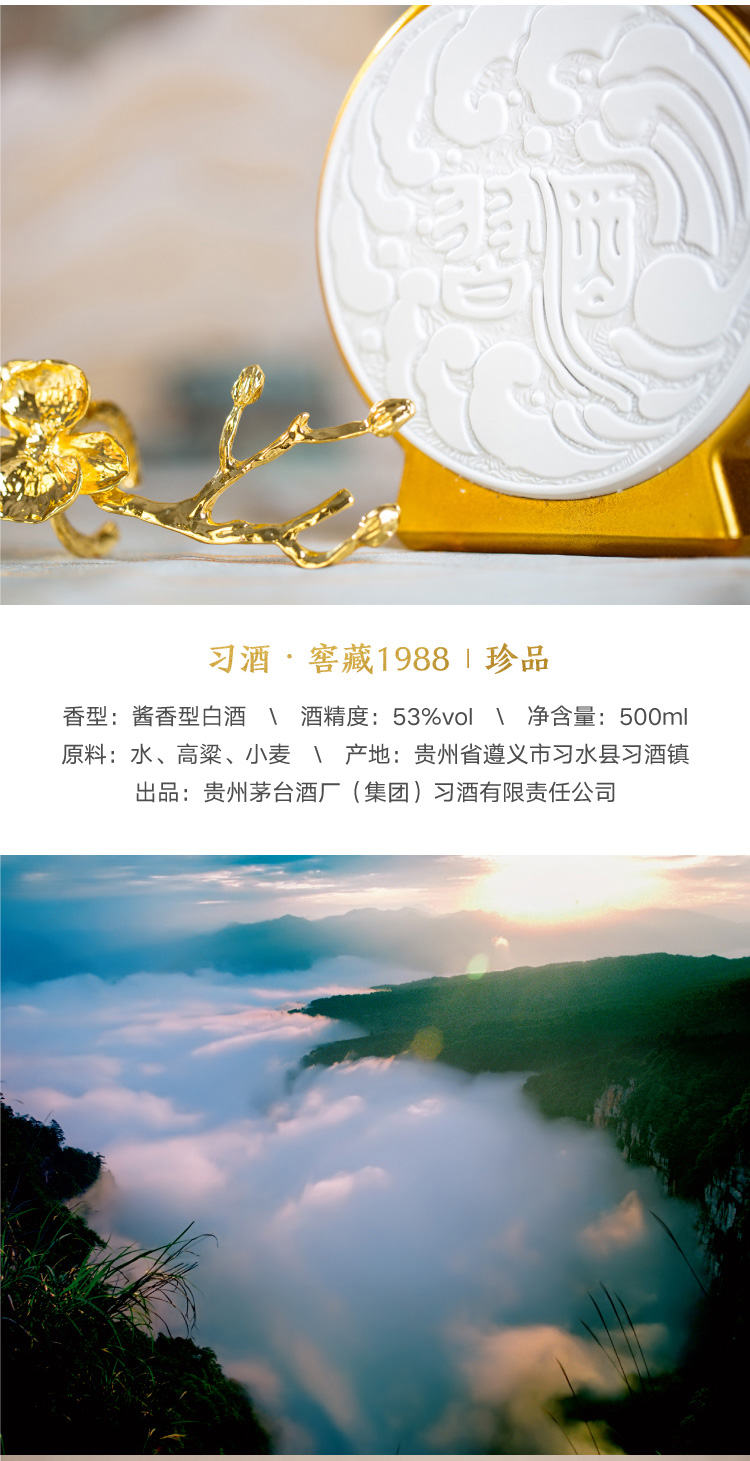 習酒
习酒·窖藏1988 | 珍品
香型：酱香型白酒 \ 酒精度：53%vol \ 净含量：500ml
原料：水、高粱、小麦 \ 产地：贵州省遵义市习水县习酒镇
出品：贵州茅台酒厂（集团）习酒有限责任公司